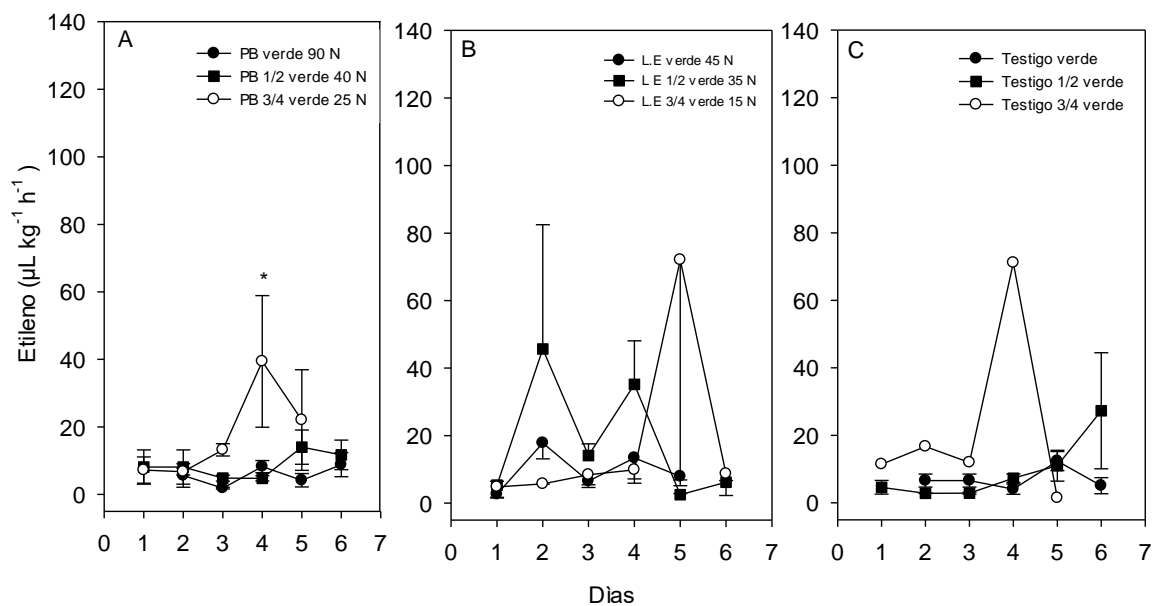 A
PB verde 90 N
PB 1/2 verde 40 N
PB 3/4 verde 25 N
*
Etileno (µL kg-1 h-1 )
140
120
100
80
60
40
20
0
0 1 2 3 4 5 6 7
B
L.E verde 45 N
L E 1/2 verde 35 N
L.E 3/4 verde 15 N
140
120
100
80
60
40
20
0
0 1 2 3 4 5 6 7
C
Testigo verde
Testigo 1/2 verde
Testigo 3/4 verde
140
120
100
80
60
40
20
0
0 1 2 3 4 5 6 7
Dìas